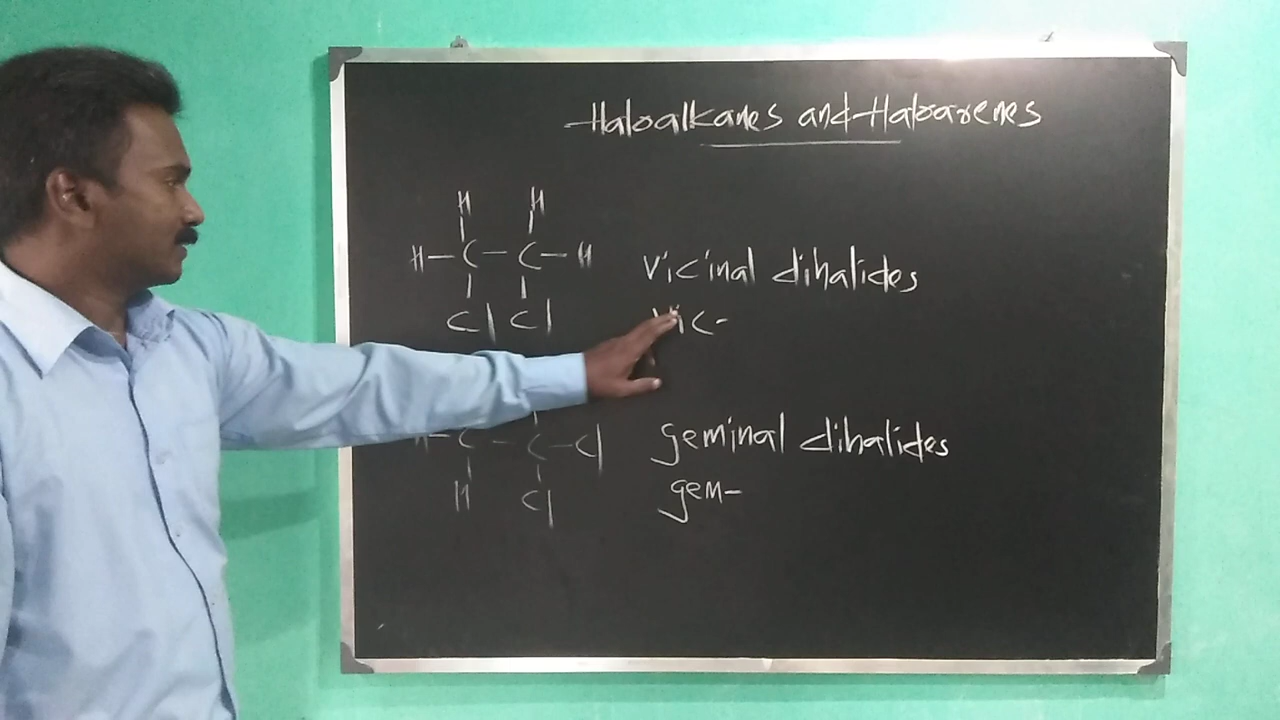 Haloalkanes and Haloarenes
H H
H-C-C-H
Cl Cl
vicinal dihalides
vic-
C-C-Cl
H Cl
geminal dihalides
gem-